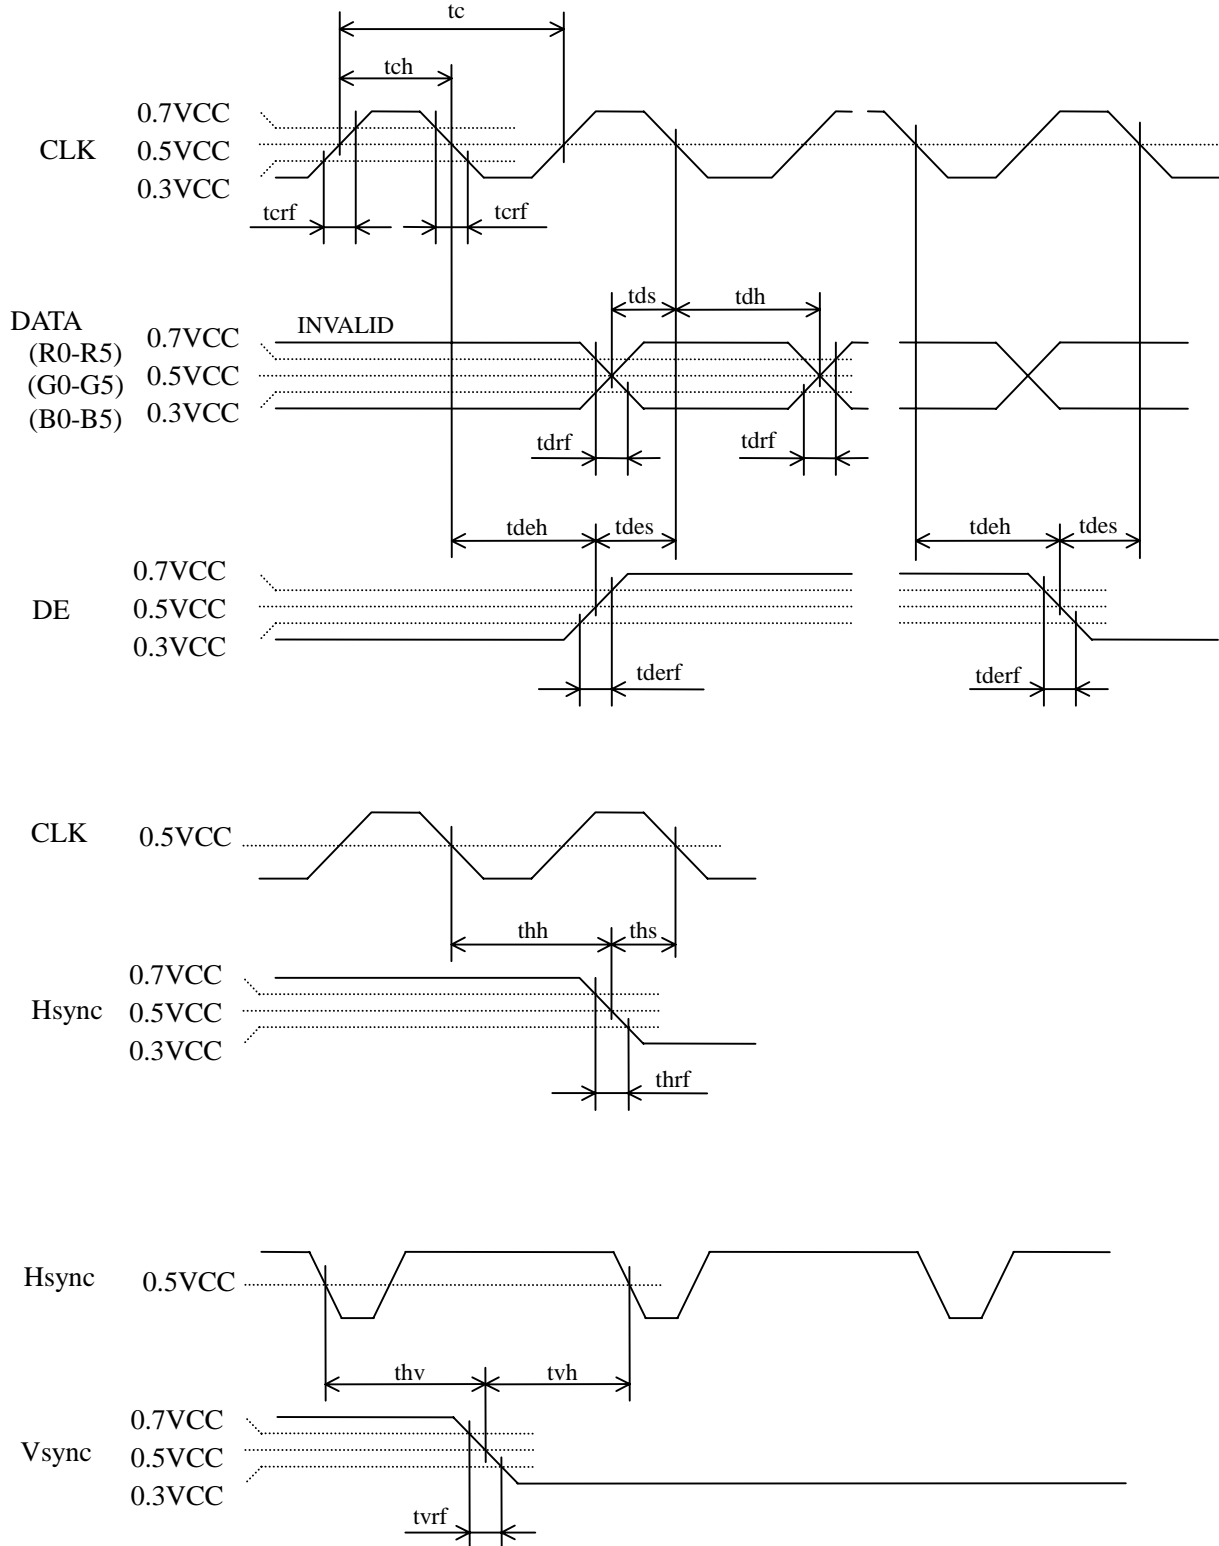 tc
tch
0.7VCC
CLK
0.5VCC
0.3VCC
tcrf
tcrf
tds
tdh
DATA
INVALID
0.7VCC
(R0-R5)
0.5VCC
(G0-G5)
0.3VCC
(B0-B5)
tdrf
tdrf
tdeh
tdes
tdeh
tdes
0.7VCC
DE
0.5VCC
0.3VCC
tderf
tderf
CLK
0.5VCC
thh
ths
0.7VCC
Hsync
0.5VCC
0.3VCC
thrf
Hsync
0.5VCC
thv
tvh
0.7VCC
Vsync
0.5VCC
0.3VCC
tvrf